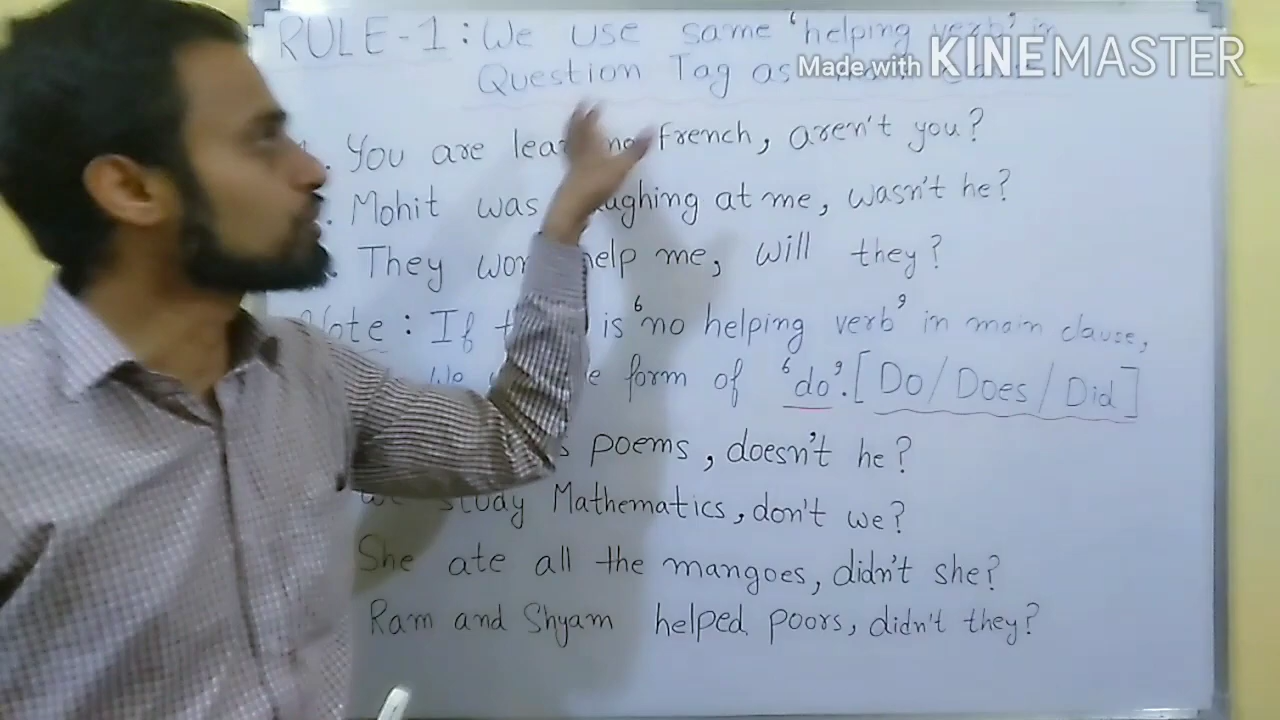 RULE-1: We use same 'helping verb' in
Question Tag as
Made with KINEMASTER
You are learning french, aren't you?
Mohit was laughing at me, wasn't he?
They won't help me, will they?
Note: If there is 'no helping verb' in main clause,
form of 'do'. [Do/Does/Did]
poems, doesn't he?
We study Mathematics, don't we?
She ate all the mangoes, didn't she?
Ram and Shyam helped poors, didn't they?